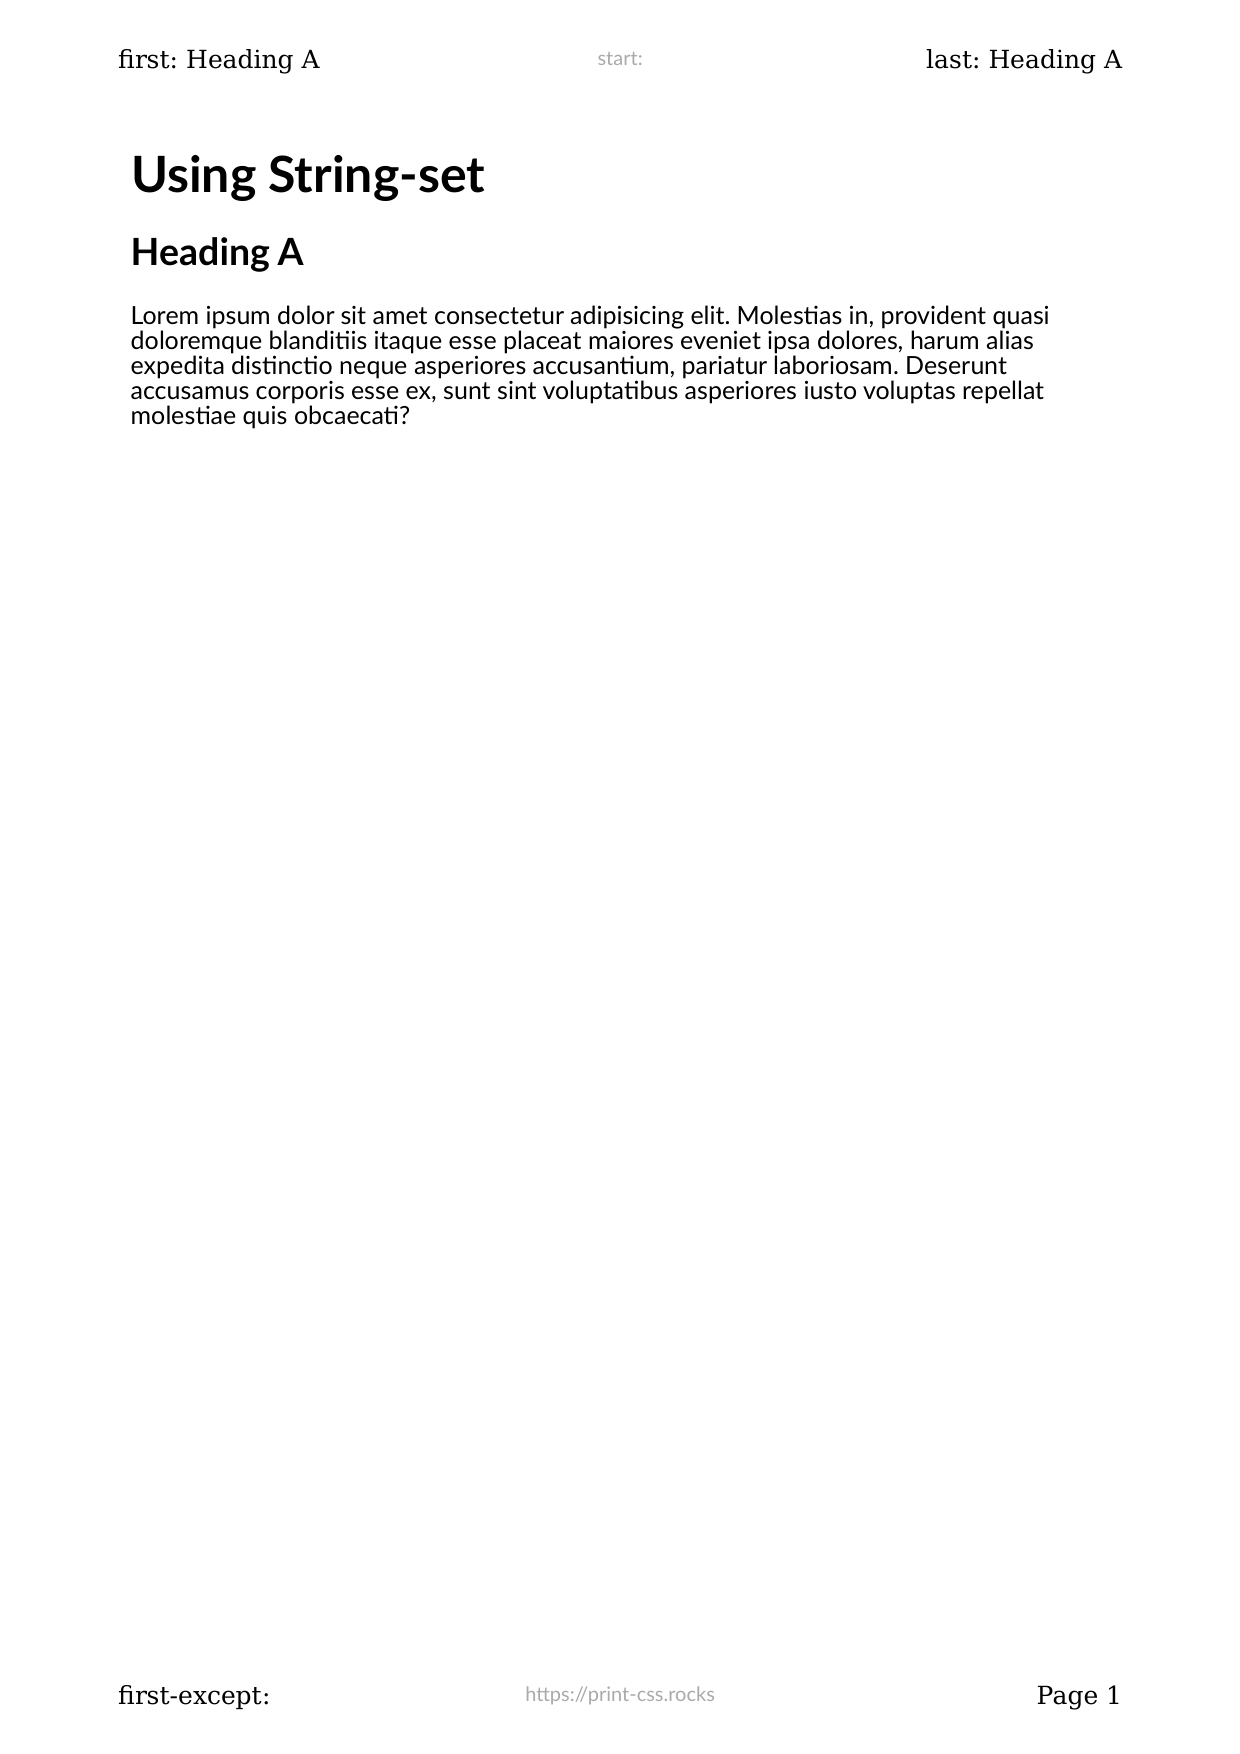 first: Heading A
start:
last: Heading A
Using String-set
Heading A
Lorem ipsum dolor sit amet consectetur adipisicing elit. Molestias in, provident quasi
doloremque blanditiis itaque esse placeat maiores eveniet ipsa dolores, harum alias
expedita distinctio neque asperiores accusantium, pariatur laboriosam. Deserunt
accusamus corporis esse ex, sunt sint voluptatibus asperiores iusto voluptas repellat
molestiae quis obcaecati?
first-except:
https://print-css.rocks
Page 1